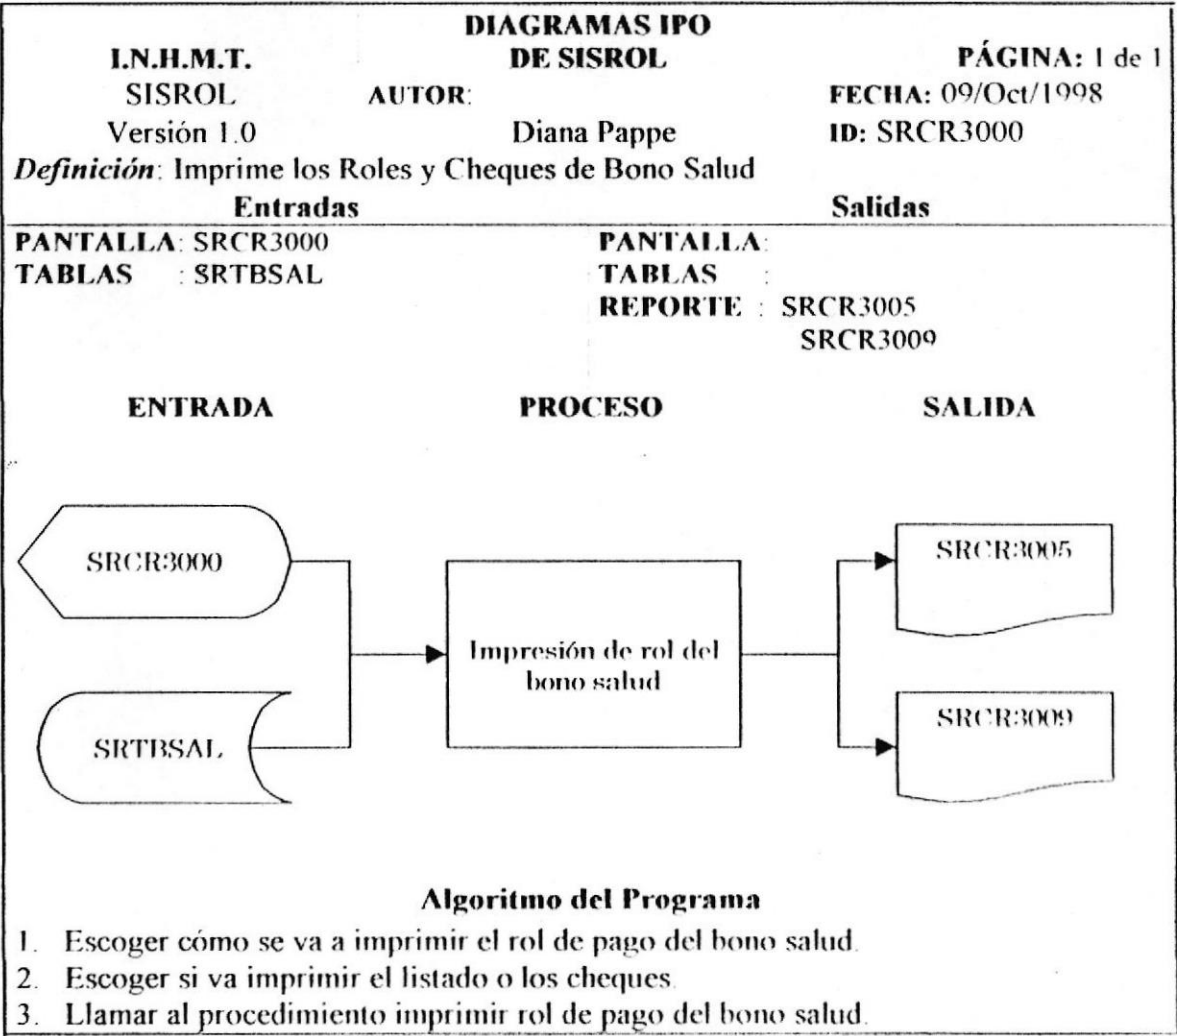 DIAGRAMAS IPO
I.N.H.M.T. DE SISROL PÁGINA: 1 de 1
SISROL AUTOR: FECHA: 09/Oct/1998
Versión 1.0 Diana Pappe ID: SRCR3000
Definición: Imprime los Roles y Cheques de Bono Salud
Entradas Salidas
PANTALLA: SRCR3000 PANTALLA:
TABLAS : SRTBSAL TABLAS :
REPORTE : SRCR3005
SRCR3009
ENTRADA PROCESO SALIDA
SRCR3000
SRTBSAL
Impresión de rol del
bono salud
SRCR3005
SRCR3009
Algoritmo del Programa
1. Escoger cómo se va a imprimir el rol de pago del bono salud.
2. Escoger si va imprimir el listado o los cheques.
3. Llamar al procedimiento imprimir rol de pago del bono salud.